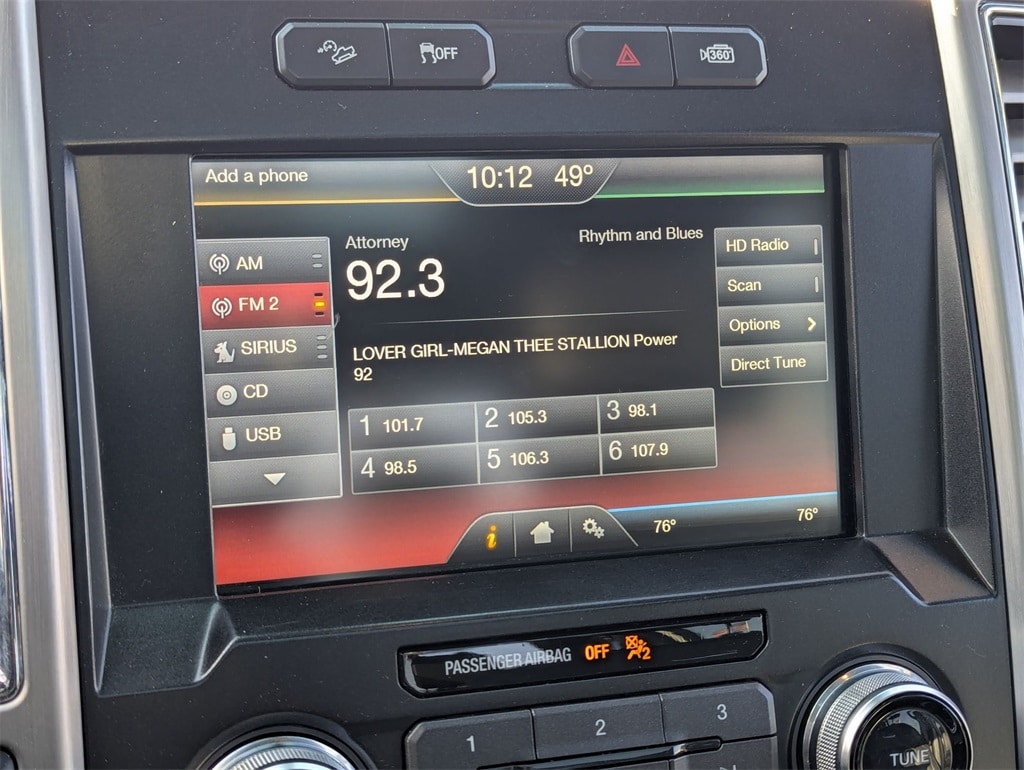 OFF
360°
Add a phone
10:12 49°
Attorney
Rhythm and Blues
92.3
AM
FM 2
SIRIUS
CD
USB
HD Radio
Scan
Options
Direct Tune
LOVER GIRL-MEGAN THEE STALLION Power
92
1 101.7
2 105.3
3 98.1
4 98.5
5 106.3
6 107.9
i
76°
76°
PASSENGER AIRBAG OFF 2
1
2
3
TUNE